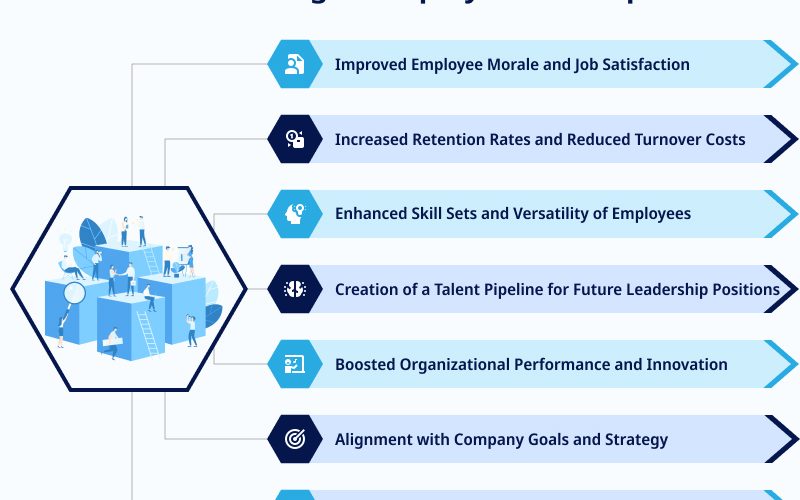 Improved Employee Morale and Job Satisfaction
Increased Retention Rates and Reduced Turnover Costs
Enhanced Skill Sets and Versatility of Employees
Creation of a Talent Pipeline for Future Leadership Positions
Boosted Organizational Performance and Innovation
Alignment with Company Goals and Strategy